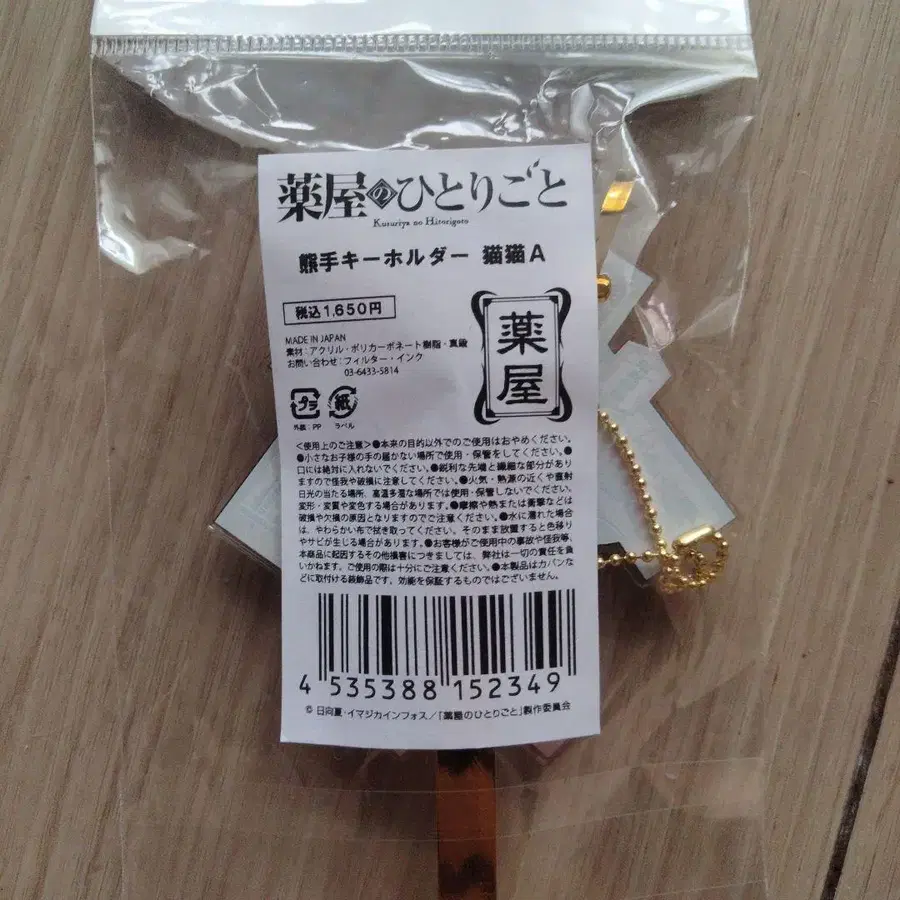 薬屋のひとりごと
Kusuriya no Hitorigoto
熊手キーホルダー 猫猫A
税込1,650円
MADE IN JAPAN
素材:アクリル・ポリカーボネート樹脂・真鍮
お問い合わせ:フィルター・インク
03-6433-5814
薬屋
プラ 紙
外装:PP ラベル
<使用上のご注意>●本来の目的以外でのご使用はおやめください。
●小さなお子様の手の届かない場所で使用・保管をしてください。●
口には絶対に入れないでください。●鋭利な先端と繊細な部分があり
ますので怪我や破損に注意してください。●火気・熱源の近くや直射
日光の当たる場所、高温多湿な場所では使用・保管しないでください。
変形・変質や変色する場合があります。●摩擦や熱または衝撃などは
破損や欠損の原因となりますのでご注意ください。●水に濡れた場合
は、やわらかい布で拭き取ってください。そのまま放置すると色移り
やサビが生じる場合があります。●お客様がご使用中の事故や怪我等、
本商品に起因するその他損害につきましては、弊社は一切の責任を負
いかねます。ご使用の際は十分にご注意ください。●本製品はカバンな
どに取付ける装飾品です。効能を保証するものではございません。
4 535388 152349
© 日向夏・イマジカインフォス/「薬屋のひとりごと」製作委員会